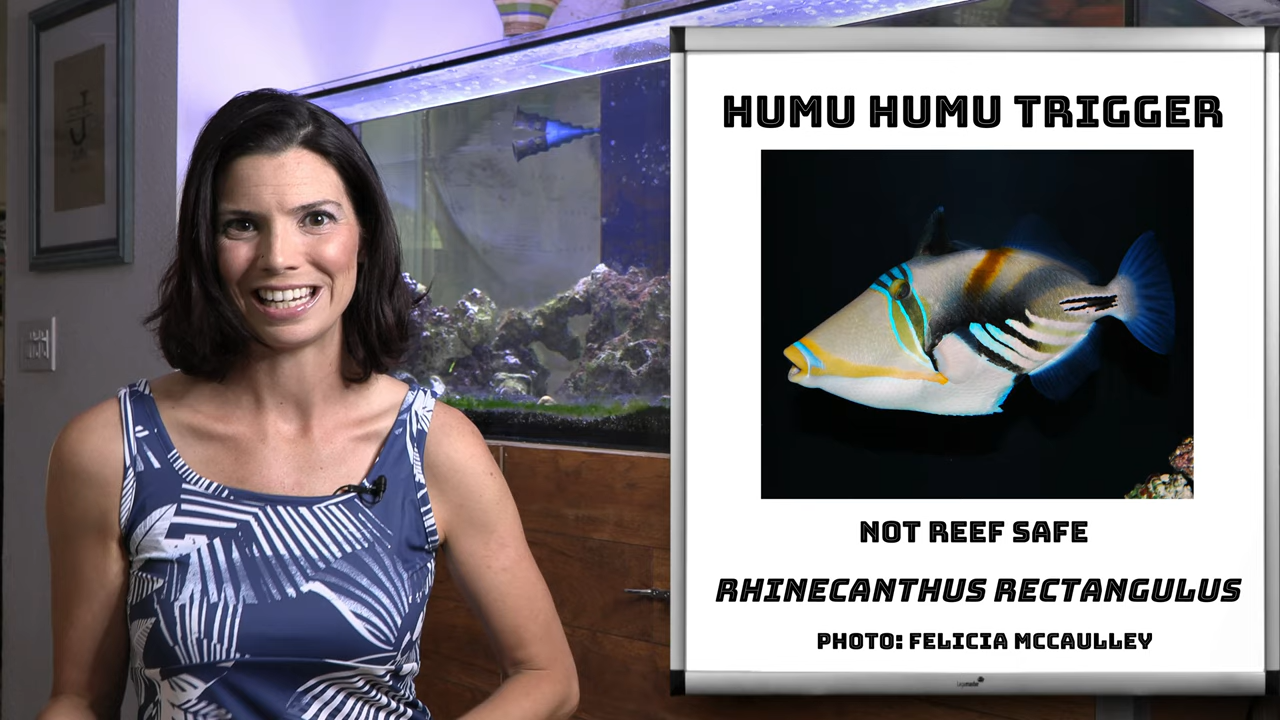 HUMU HUMU TRIGGER
NOT REEF SAFE
RHINECANTHUS RECTANGULUS
PHOTO: FELICIA MCCAULLEY